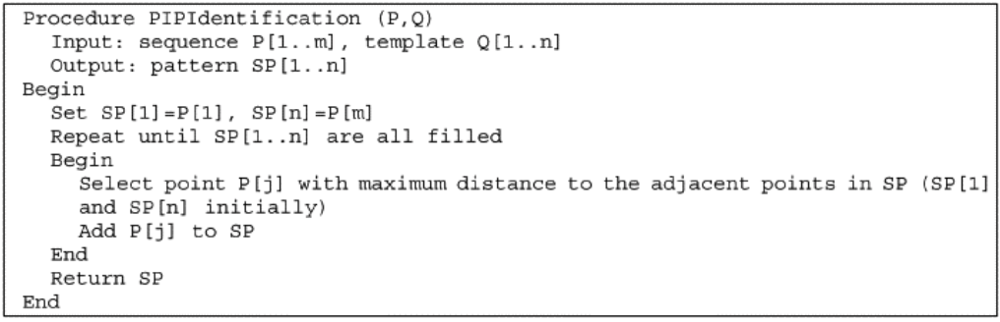 Procedure PIPIdentification (P,Q)
Input: sequence P[1..m], template Q[1..n]
Output: pattern SP[1..n]
Begin
Set SP[1]=P[1], SP[n]=P[m]
Repeat until SP[1..n] are all filled
Begin
Select point P[j] with maximum distance to the adjacent points in SP (SP[1]
and SP[n] initially)
Add P[j] to SP
End
Return SP
End